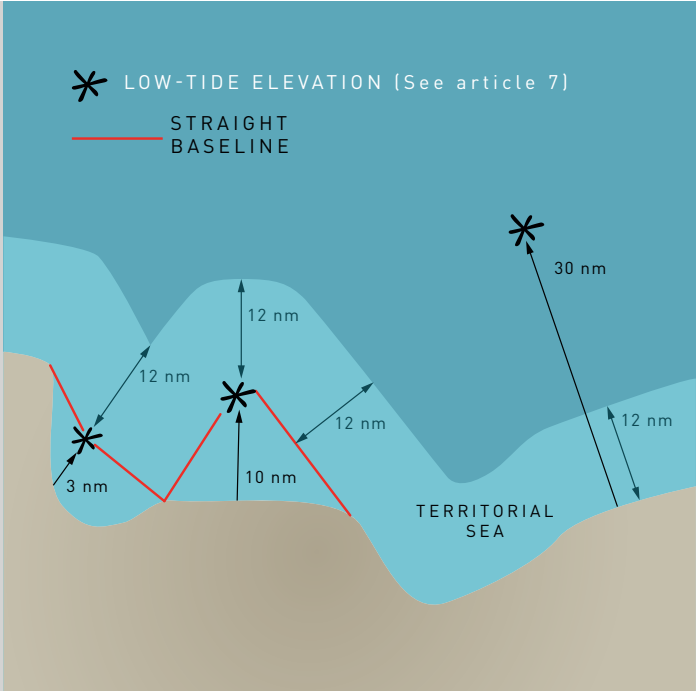 LOW-TIDE ELEVATION (See article 7)
STRAIGHT
BASELINE
30 nm
12 nm
12 nm
12 nm
12 nm
3 nm
10 nm
TERRITORIAL
SEA